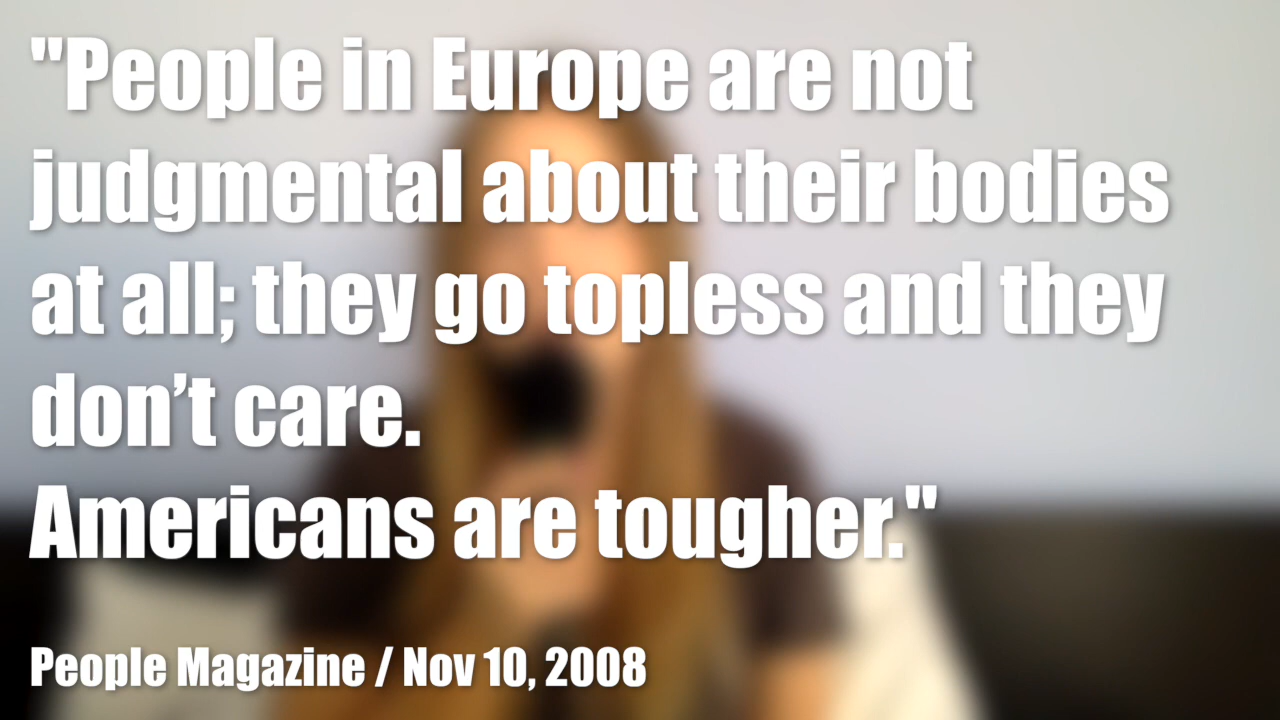 "People in Europe are not
judgmental about their bodies
at all; they go topless and they
don’t care.
Americans are tougher."
People Magazine / Nov 10, 2008